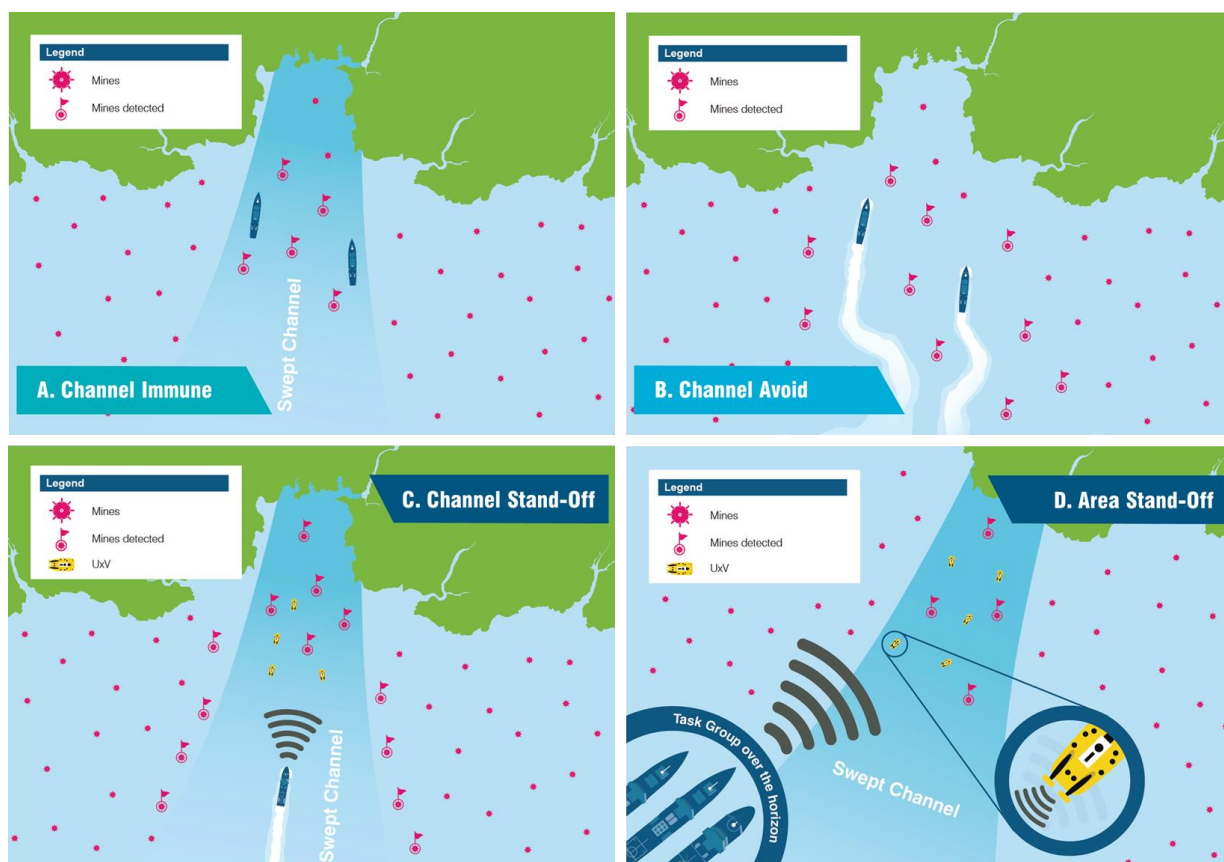 Legend
Mines
Mines detected
A. Channel Immune
Swept Channel
Legend
Mines
Mines detected
B. Channel Avoid
Legend
Mines
Mines detected
UxV
C. Channel Stand-Off
Swept Channel
Legend
Mines
Mines detected
UxV
D. Area Stand-Off
Task Group over the horizon
Swept Channel